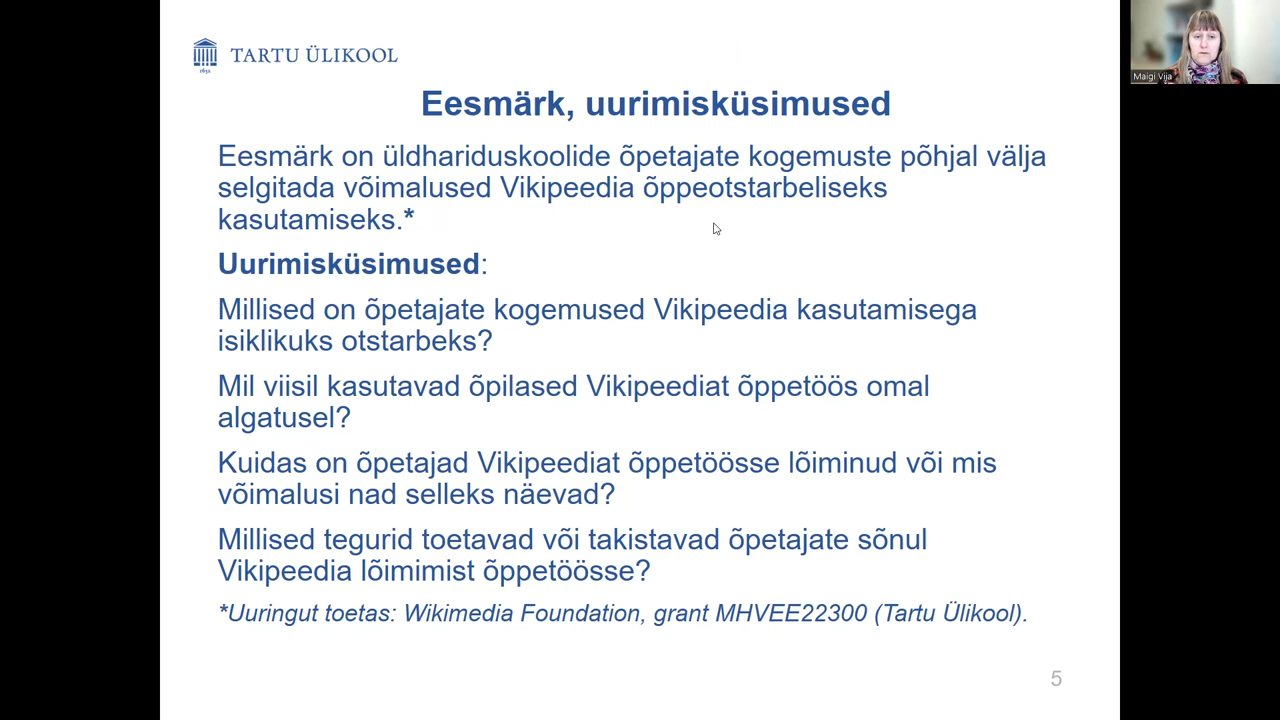 TARTU ÜLIKOOL
1632
Maigi Vija
Eesmärk, uurimisküsimused
Eesmärk on üldhariduskoolide õpetajate kogemuste põhjal välja
selgitada võimalused Vikipeedia õppeotstarbeliseks
kasutamiseks.*
Uurimisküsimused:
Millised on õpetajate kogemused Vikipeedia kasutamisega
isiklikuks otstarbeks?
Mil viisil kasutavad õpilased Vikipeediat õppetöös omal
algatusel?
Kuidas on õpetajad Vikipeediat õppetöösse lõiminud või mis
võimalusi nad selleks näevad?
Millised tegurid toetavad või takistavad õpetajate sõnul
Vikipeedia lõimimist õppetöösse?
*Uuringut toetas: Wikimedia Foundation, grant MHVEE22300 (Tartu Ülikool).
5